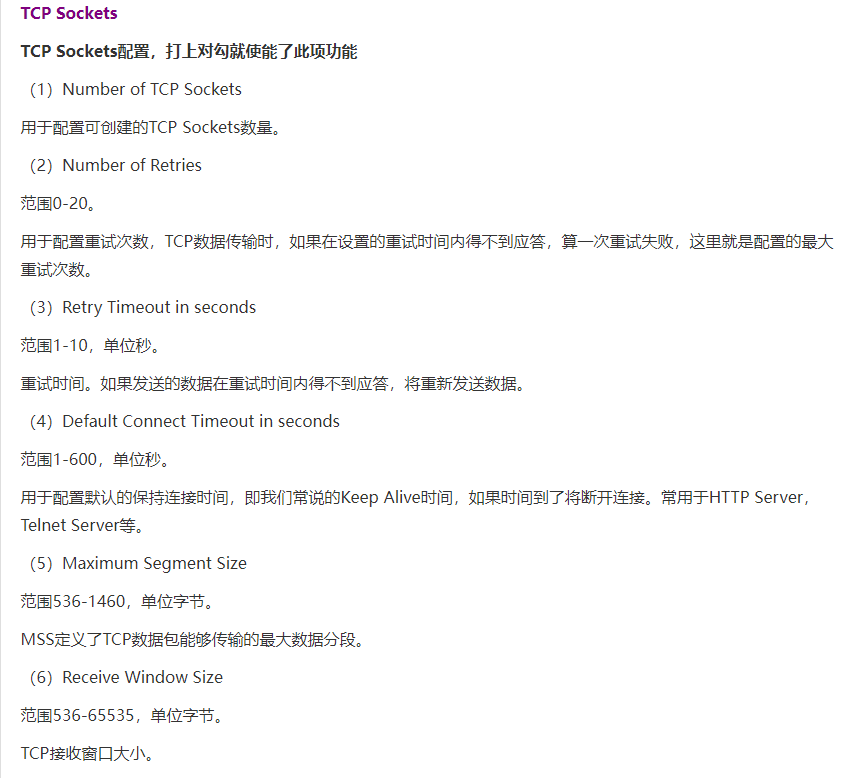 TCP Sockets
TCP Sockets配置，打上对勾就使能了此项功能
（1）Number of TCP Sockets
用于配置可创建的TCP Sockets数量。
（2）Number of Retries
范围0-20。
用于配置重试次数，TCP数据传输时，如果在设置的重试时间内得不到应答，算一次重试失败，这里就是配置的最大
重试次数。
（3）Retry Timeout in seconds
范围1-10，单位秒。
重试时间。如果发送的数据在重试时间内得不到应答，将重新发送数据。
（4）Default Connect Timeout in seconds
范围1-600，单位秒。
用于配置默认的保持连接时间，即我们常说的Keep Alive时间，如果时间到了将断开连接。常用于HTTP Server，
Telnet Server等。
（5）Maximum Segment Size
范围536-1460，单位字节。
MSS定义了TCP数据包能够传输的最大数据分段。
（6）Receive Window Size
范围536-65535，单位字节。
TCP接收窗口大小。